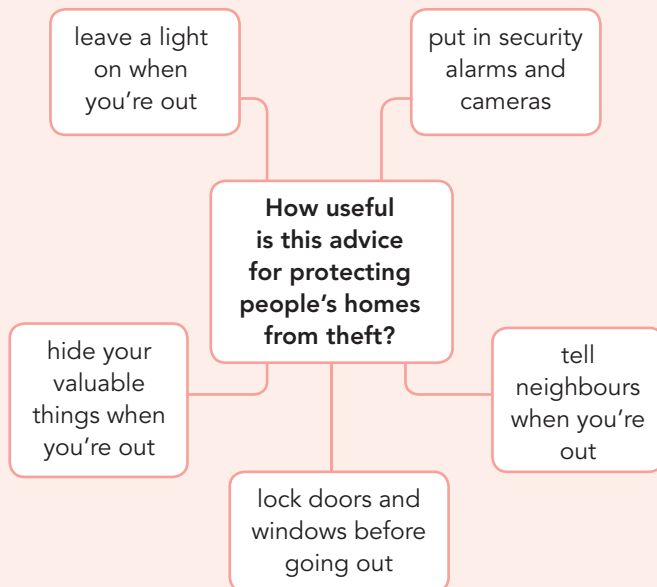 leave a light
on when
you're out
put in security
alarms and
cameras
How useful
is this advice
for protecting
people's homes
from theft?
hide your
valuable
things when
you're out
tell
neighbours
when you're
out
lock doors and
windows before
going out